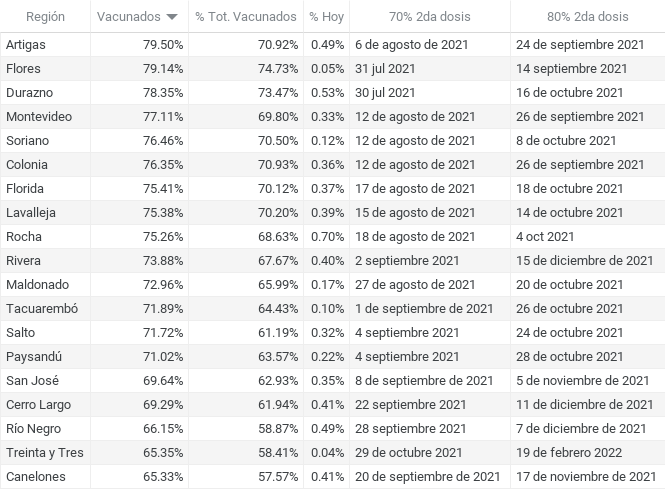 Región Vacunados % Tot. Vacunados % Hoy 70% 2da dosis 80% 2da dosis
Artigas 79.50% 70.92% 0.49% 6 de agosto de 2021 24 de septiembre 2021
Flores 79.14% 74.73% 0.05% 31 jul 2021 14 septiembre 2021
Durazno 78.35% 73.47% 0.53% 30 jul 2021 16 de octubre 2021
Montevideo 77.11% 69.80% 0.33% 12 de agosto de 2021 26 de septiembre 2021
Soriano 76.46% 70.50% 0.12% 12 de agosto de 2021 8 de octubre 2021
Colonia 76.35% 70.93% 0.36% 12 de agosto de 2021 26 de septiembre 2021
Florida 75.41% 70.12% 0.37% 17 de agosto de 2021 18 de octubre 2021
Lavalleja 75.38% 70.20% 0.39% 15 de agosto de 2021 14 de octubre 2021
Rocha 75.26% 68.63% 0.70% 18 de agosto de 2021 4 oct 2021
Rivera 73.88% 67.67% 0.40% 2 septiembre 2021 15 de diciembre de 2021
Maldonado 72.96% 65.99% 0.17% 27 de agosto de 2021 20 de octubre 2021
Tacuarembó 71.89% 64.43% 0.10% 1 de septiembre de 2021 26 de octubre 2021
Salto 71.72% 61.19% 0.32% 4 septiembre 2021 24 de octubre 2021
Paysandú 71.02% 63.57% 0.22% 4 septiembre 2021 28 de octubre 2021
San José 69.64% 62.93% 0.35% 8 de septiembre de 2021 5 de noviembre de 2021
Cerro Largo 69.29% 61.94% 0.41% 22 septiembre 2021 11 de diciembre de 2021
Río Negro 66.15% 58.87% 0.49% 28 septiembre 2021 7 de diciembre de 2021
Treinta y Tres 65.35% 58.41% 0.04% 29 de octubre 2021 19 de febrero 2022
Canelones 65.33% 57.57% 0.41% 20 de septiembre de 2021 17 de noviembre de 2021